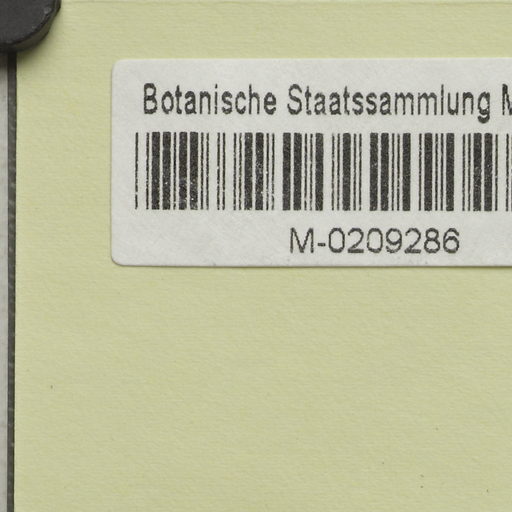 Botanische Staatssammlung
M-0209286